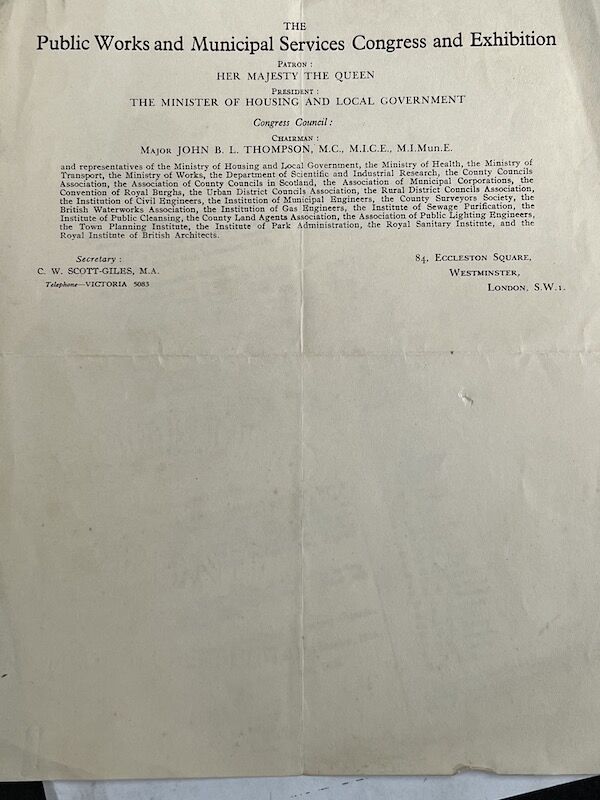 THE
Public Works and Municipal Services Congress and Exhibition
PATRON :
HER MAJESTY THE QUEEN
PRESIDENT :
THE MINISTER OF HOUSING AND LOCAL GOVERNMENT
Congress Council :
CHAIRMAN :
MAJOR JOHN B. L. THOMPSON, M.C., M.I.C.E., M.I.Mun.E.
and representatives of the Ministry of Housing and Local Government, the Ministry of Health, the Ministry of
Transport, the Ministry of Works, the Department of Scientific and Industrial Research, the County Councils
Association, the Association of County Councils in Scotland, the Association of Municipal Corporations, the
Convention of Royal Burghs, the Urban District Councils Association, the Rural District Councils Association,
the Institution of Civil Engineers, the Institution of Municipal Engineers, the County Surveyors Society, the
British Waterworks Association, the Institution of Gas Engineers, the Institute of Sewage Purification, the
Institute of Public Cleansing, the County Land Agents Association, the Association of Public Lighting Engineers,
the Town Planning Institute, the Institute of Park Administration, the Royal Sanitary Institute, and the
Royal Institute of British Architects.
Secretary :
C. W. SCOTT-GILES, M.A.
Telephone—VICTORIA 5083
84, ECCLESTON SQUARE,
WESTMINSTER,
LONDON, S.W.1.